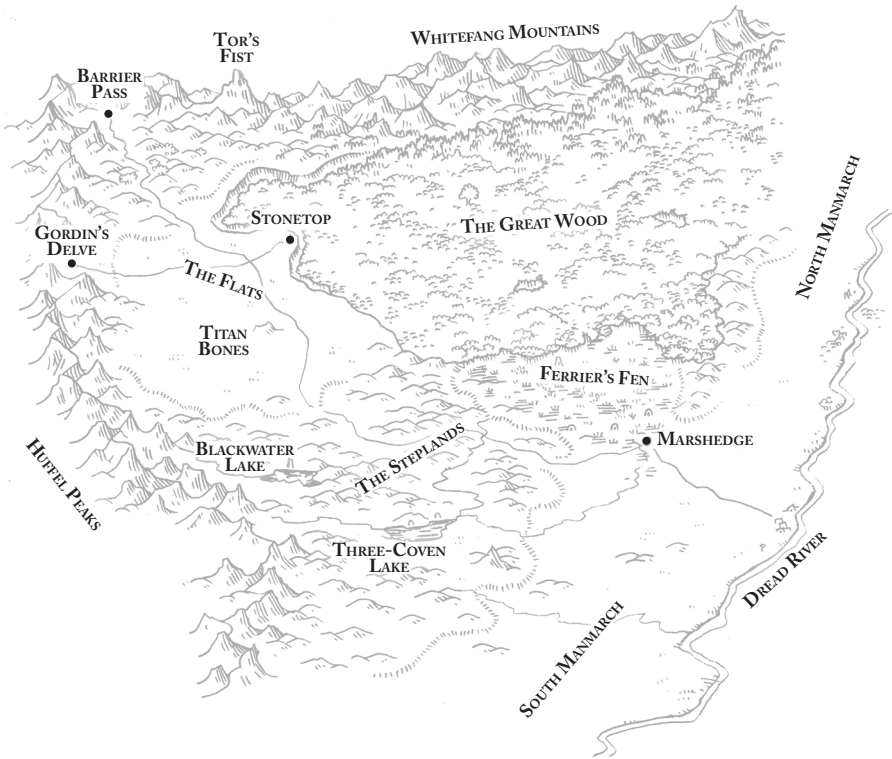 Whitefang Mountains
Tor's
Fist
Barrier
Pass
North Manmarch
Stonetop
The Great Wood
Gordin's
Delve
The Flats
Titan
Bones
Ferrier's Fen
Marshedge
Blackwater
Lake
The Steplands
Huffel Peaks
Three-Coven
Lake
Dread River
South Manmarch